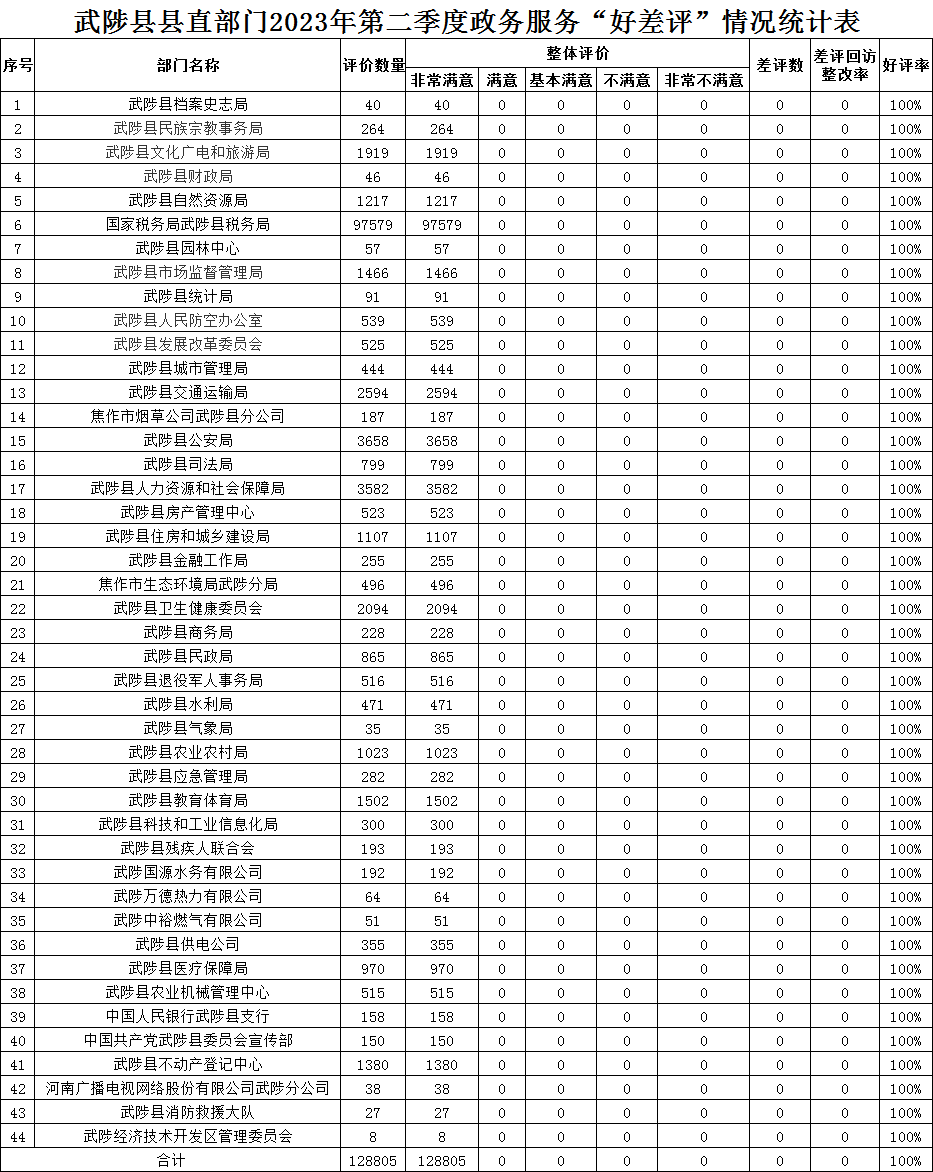 武陟县县直部门2023年第二季度政务服务“好差评”情况统计表
序号 部门名称 评价数量 整体评价 差评数 差评回访整改率 好评率
非常满意 满意 基本满意 不满意 非常不满意
1 武陟县档案史志局 40 40 0 0 0 0 0 0 100%
2 武陟县民族宗教事务局 264 264 0 0 0 0 0 0 100%
3 武陟县文化广电和旅游局 1919 1919 0 0 0 0 0 0 100%
4 武陟县财政局 46 46 0 0 0 0 0 0 100%
5 武陟县自然资源局 1217 1217 0 0 0 0 0 0 100%
6 国家税务局武陟县税务局 97579 97579 0 0 0 0 0 0 100%
7 武陟县园林中心 57 57 0 0 0 0 0 0 100%
8 武陟县市场监督管理局 1466 1466 0 0 0 0 0 0 100%
9 武陟县统计局 91 91 0 0 0 0 0 0 100%
10 武陟县人民防空办公室 539 539 0 0 0 0 0 0 100%
11 武陟县发展改革委员会 525 525 0 0 0 0 0 0 100%
12 武陟县城市管理局 444 444 0 0 0 0 0 0 100%
13 武陟县交通运输局 2594 2594 0 0 0 0 0 0 100%
14 焦作市烟草公司武陟县分公司 187 187 0 0 0 0 0 0 100%
15 武陟县公安局 3658 3658 0 0 0 0 0 0 100%
16 武陟县司法局 799 799 0 0 0 0 0 0 100%
17 武陟县人力资源和社会保障局 3582 3582 0 0 0 0 0 0 100%
18 武陟县房产管理中心 523 523 0 0 0 0 0 0 100%
19 武陟县住房和城乡建设局 1107 1107 0 0 0 0 0 0 100%
20 武陟县金融工作局 255 255 0 0 0 0 0 0 100%
21 焦作市生态环境局武陟分局 496 496 0 0 0 0 0 0 100%
22 武陟县卫生健康委员会 2094 2094 0 0 0 0 0 0 100%
23 武陟县商务局 228 228 0 0 0 0 0 0 100%
24 武陟县民政局 865 865 0 0 0 0 0 0 100%
25 武陟县退役军人事务局 516 516 0 0 0 0 0 0 100%
26 武陟县水利局 471 471 0 0 0 0 0 0 100%
27 武陟县气象局 35 35 0 0 0 0 0 0 100%
28 武陟县农业农村局 1023 1023 0 0 0 0 0 0 100%
29 武陟县应急管理局 282 282 0 0 0 0 0 0 100%
30 武陟县教育体育局 1502 1502 0 0 0 0 0 0 100%
31 武陟县科技和工业信息化局 300 300 0 0 0 0 0 0 100%
32 武陟县残疾人联合会 193 193 0 0 0 0 0 0 100%
33 武陟国源水务有限公司 192 192 0 0 0 0 0 0 100%
34 武陟万德热力有限公司 64 64 0 0 0 0 0 0 100%
35 武陟中裕燃气有限公司 51 51 0 0 0 0 0 0 100%
36 武陟县供电公司 355 355 0 0 0 0 0 0 100%
37 武陟县医疗保障局 970 970 0 0 0 0 0 0 100%
38 武陟县农业机械管理中心 515 515 0 0 0 0 0 0 100%
39 中国人民银行武陟县支行 158 158 0 0 0 0 0 0 100%
40 中国共产党武陟县委员会宣传部 150 150 0 0 0 0 0 0 100%
41 武陟县不动产登记中心 1380 1380 0 0 0 0 0 0 100%
42 河南广播电视网络股份有限公司武陟分公司 38 38 0 0 0 0 0 0 100%
43 武陟县消防救援大队 27 27 0 0 0 0 0 0 100%
44 武陟经济技术开发区管理委员会 8 8 0 0 0 0 0 0 100%
合计 128805 128805 0 0 0 0 0 0 100%